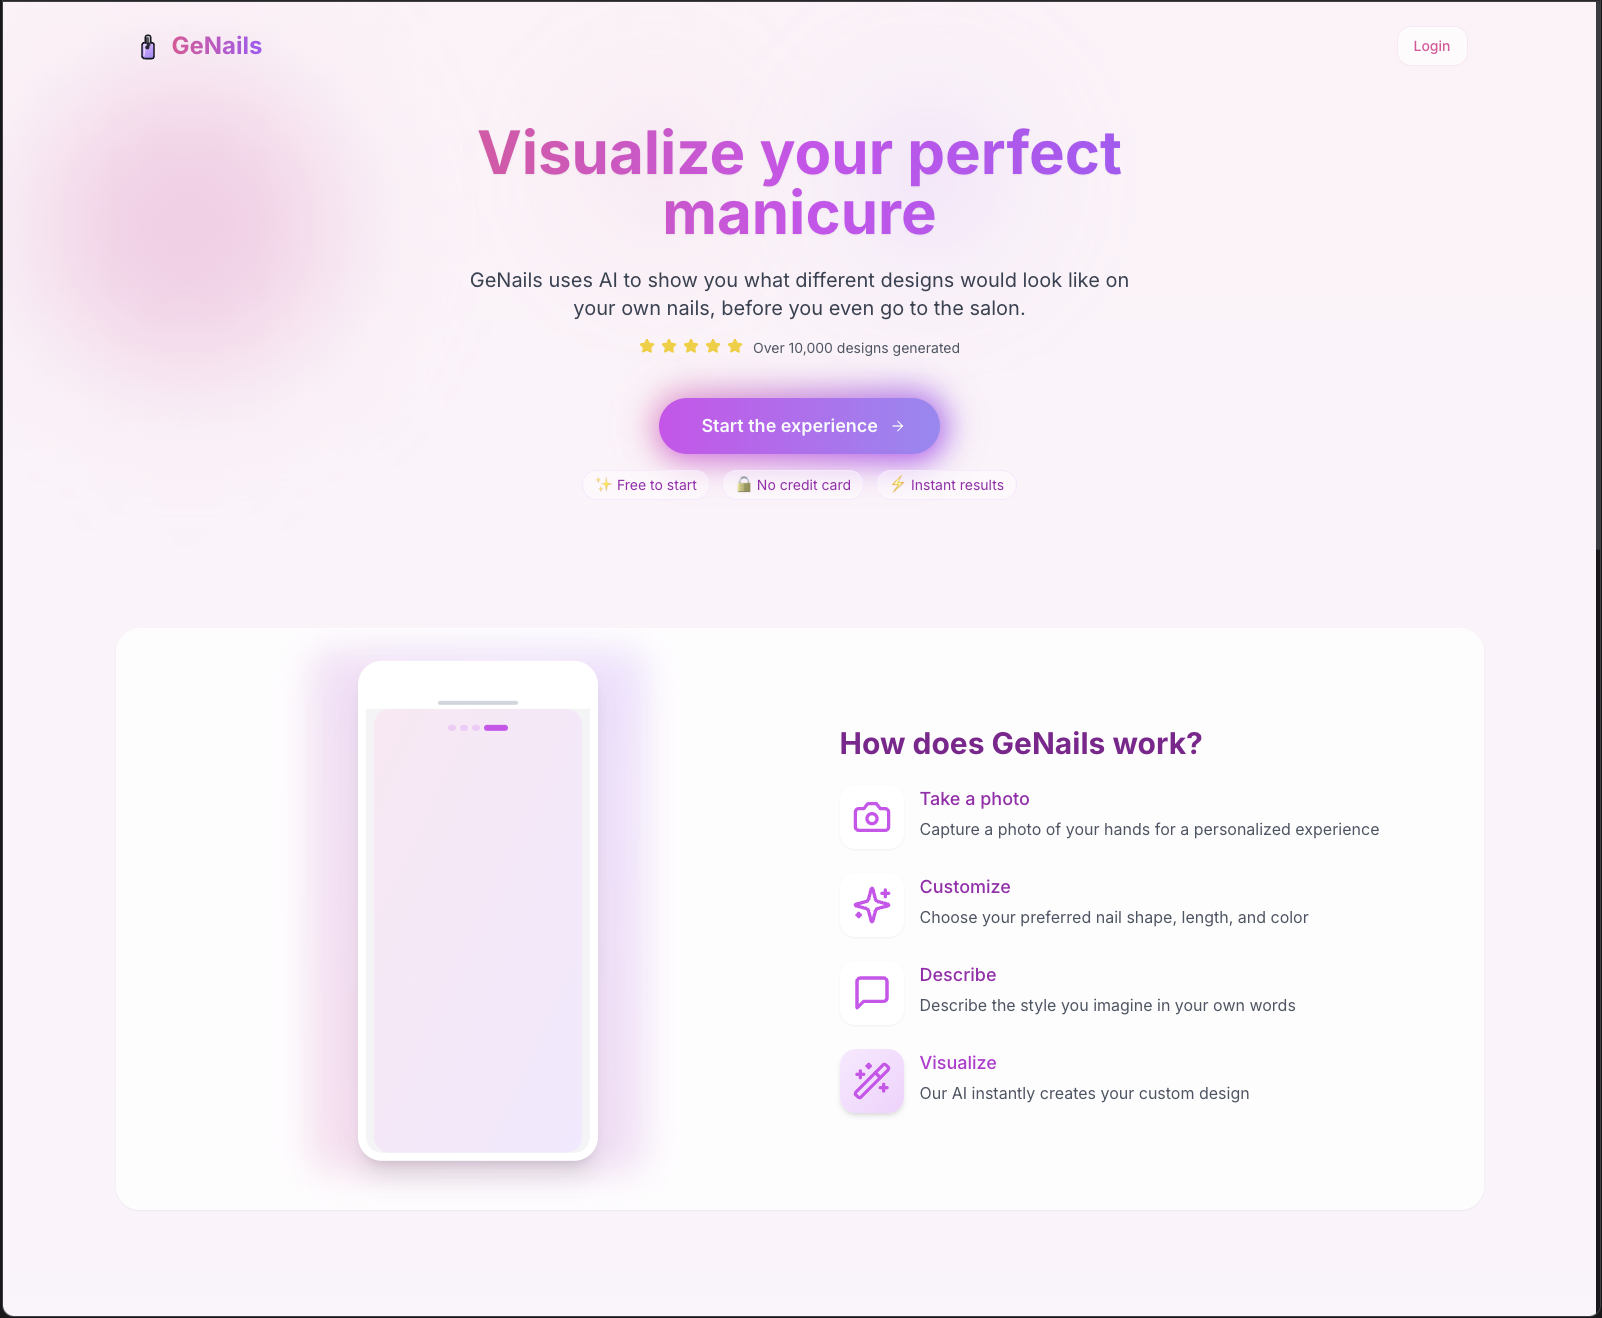 GeNails
Login
Visualize your perfect
manicure
GeNails uses AI to show you what different designs would look like on
your own nails, before you even go to the salon.
Over 10,000 designs generated
Start the experience →
✨ Free to start
🔒 No credit card
⚡ Instant results
How does GeNails work?
Take a photo
Capture a photo of your hands for a personalized experience
Customize
Choose your preferred nail shape, length, and color
Describe
Describe the style you imagine in your own words
Visualize
Our AI instantly creates your custom design